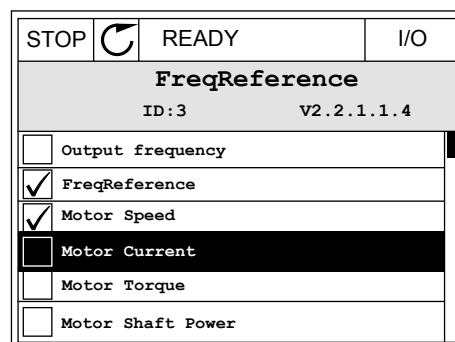 STOP READY I/O
FreqReference
ID:3 V2.2.1.1.4
Output frequency
FreqReference
Motor Speed
Motor Current
Motor Torque
Motor Shaft Power